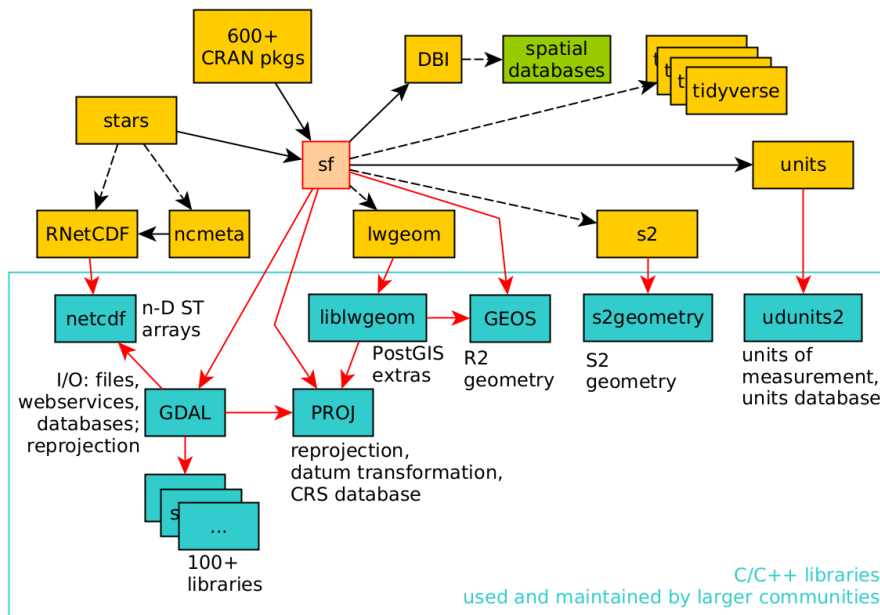 600+
CRAN pkgs
DBI
spatial
databases
t
t
t
tidyverse
stars
sf
units
RNetCDF
ncmeta
lwgeom
s2
netcdf
n-D ST
arrays
liblwgeom
GEOS
s2geometry
udunits2
PostGIS
extras
R2
geometry
S2
geometry
units of
measurement,
units database
I/O: files,
webservices,
databases;
reprojection
GDAL
PROJ
reprojection,
datum transformation,
CRS database
s
...
100+
libraries
C/C++ libraries
used and maintained by larger communities